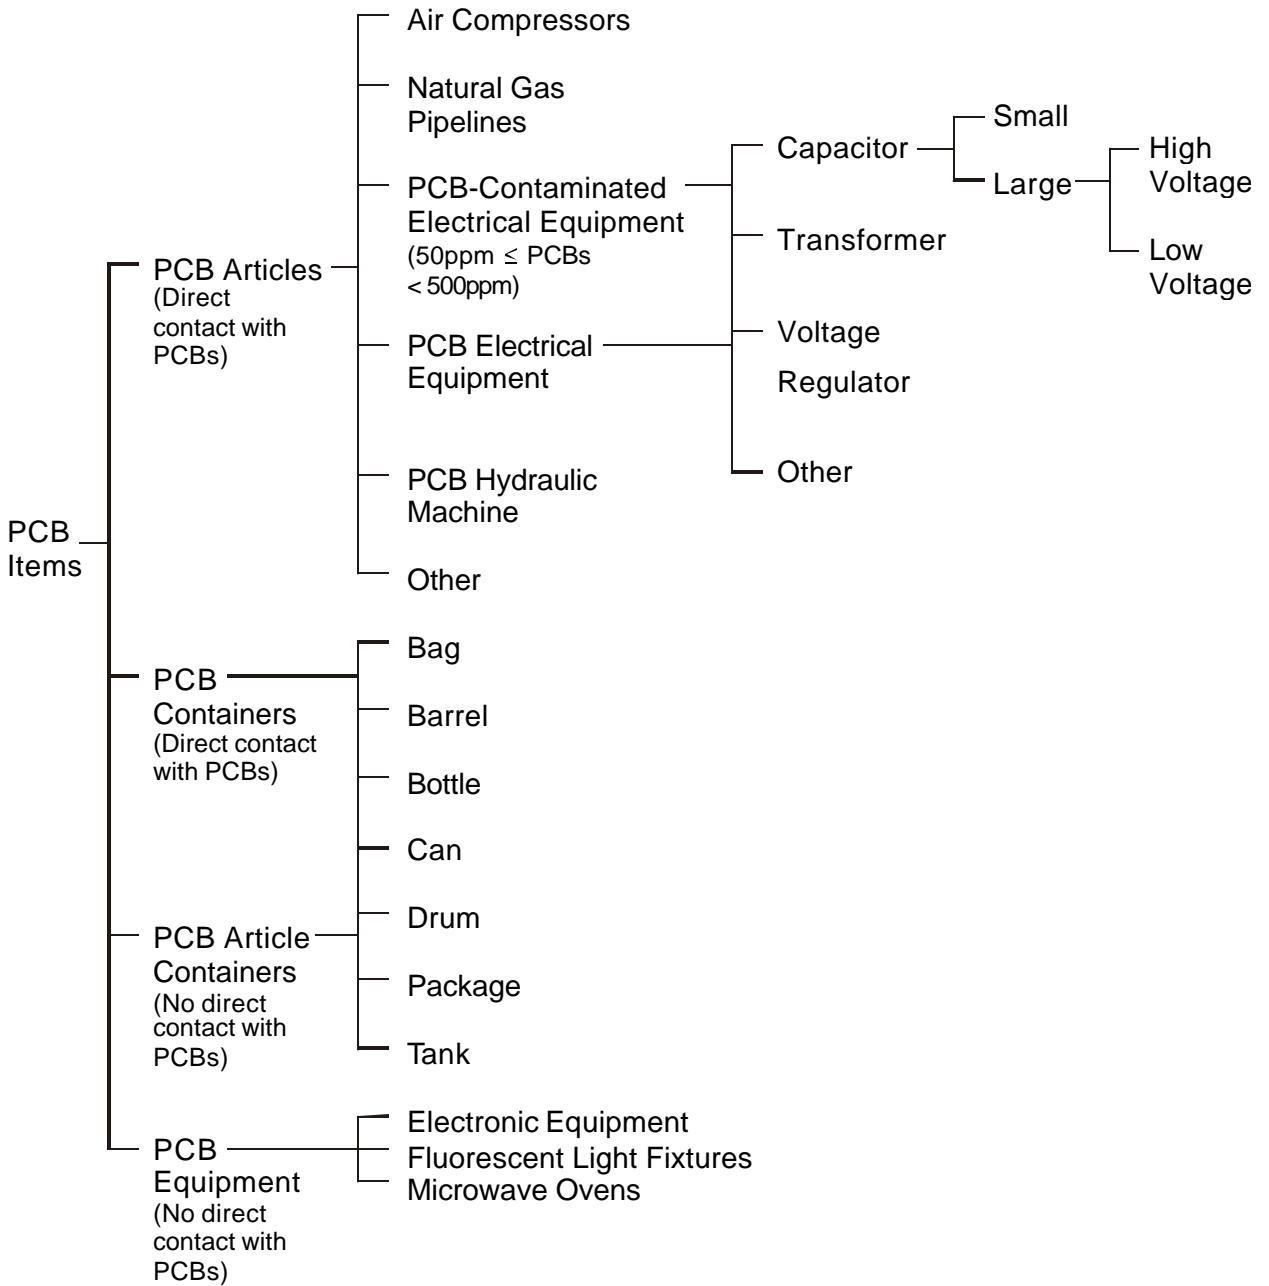 PCB
Items
PCB Articles
(Direct
contact with
PCBs)
Air Compressors
Natural Gas
Pipelines
PCB-Contaminated
Electrical Equipment
(50ppm ≤ PCBs
< 500ppm)
PCB Electrical
Equipment
PCB Hydraulic
Machine
Other
Capacitor
Small
Large
High
Voltage
Low
Voltage
Transformer
Voltage
Regulator
Other
PCB
Containers
(Direct contact
with PCBs)
PCB Article
Containers
(No direct
contact with
PCBs)
Bag
Barrel
Bottle
Can
Drum
Package
Tank
PCB
Equipment
(No direct
contact with
PCBs)
Electronic Equipment
Fluorescent Light Fixtures
Microwave Ovens